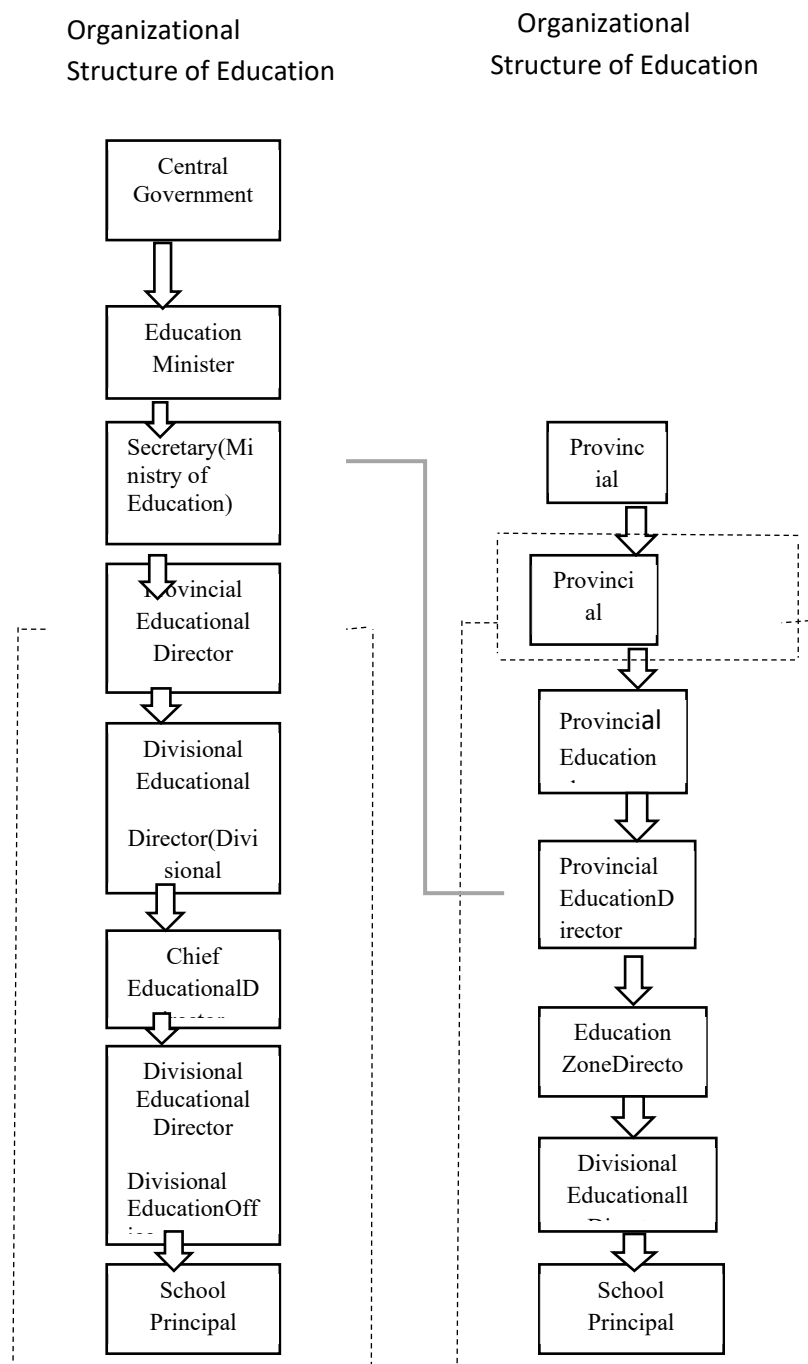 Organizational
Structure of Education
Central
Government
Education
Minister
Secretary(Mi
nistry of
Education)
Provincial
Educational
Director
Divisional
Educational
Director(Divi
sional
Chief
EducationalD
Divisional
Educational
Director
Divisional
EducationOff
School
Principal
Organizational
Structure of Education
Provinc
ial
Provinci
al
Provincial
Education
Provincial
EducationD
irector
Education
ZoneDirecto
Divisional
Educationall
School
Principal